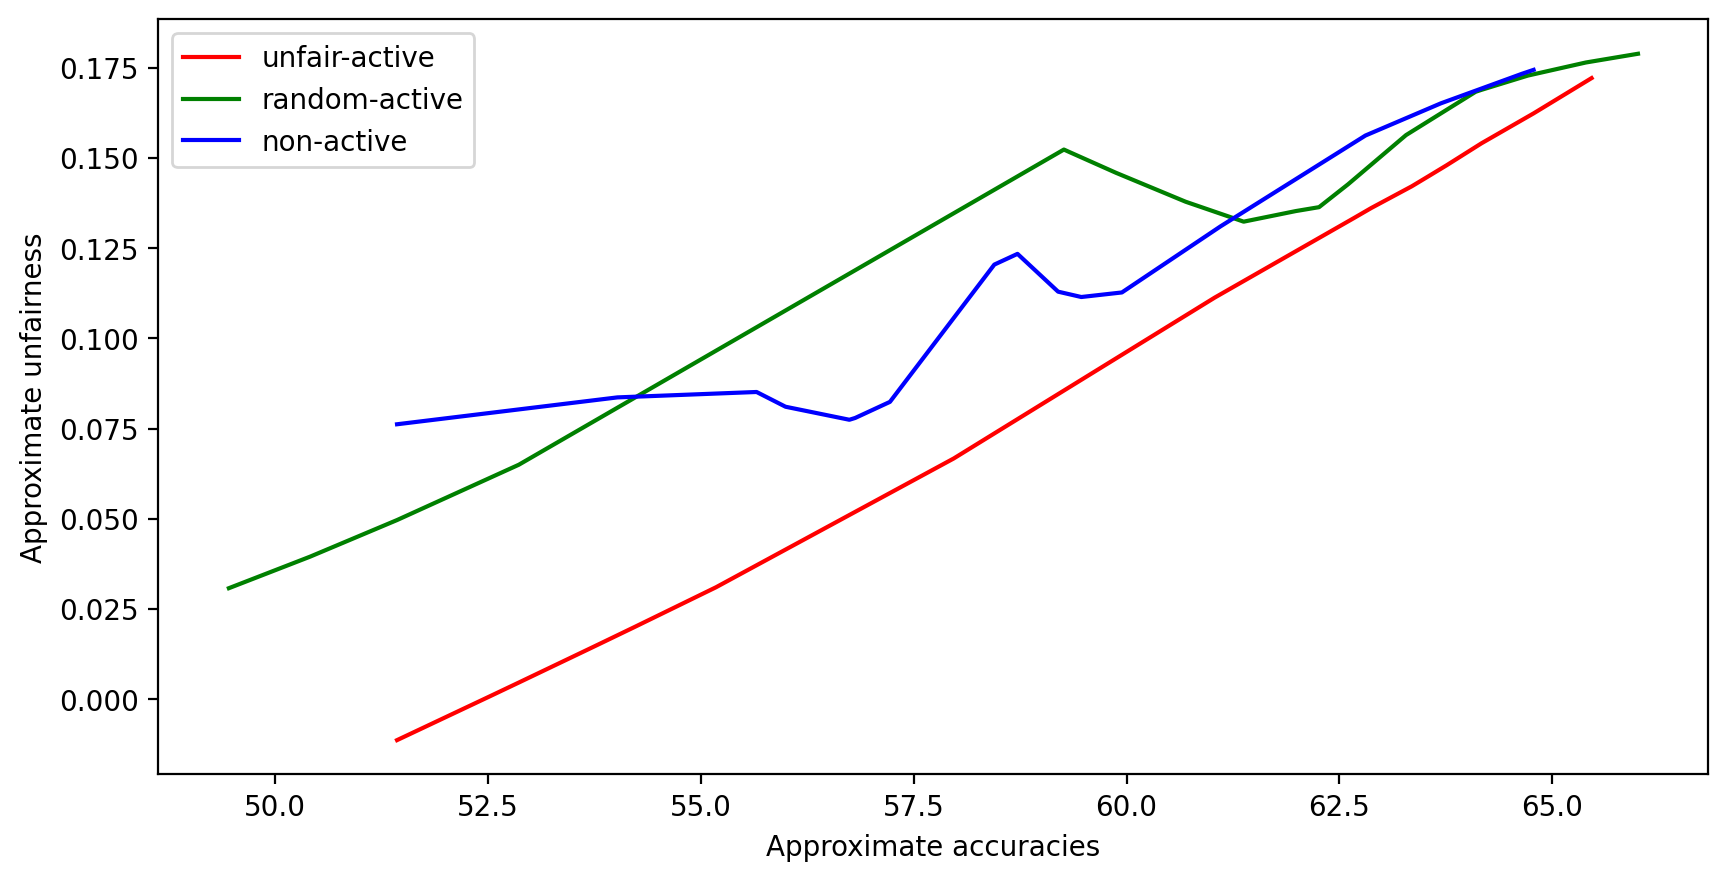 unfair-active
random-active
non-active
0.175
0.150
0.125
0.100
0.075
0.050
0.025
0.000
Approximate unfairness
50.0 52.5 55.0 57.5 60.0 62.5 65.0
Approximate accuracies